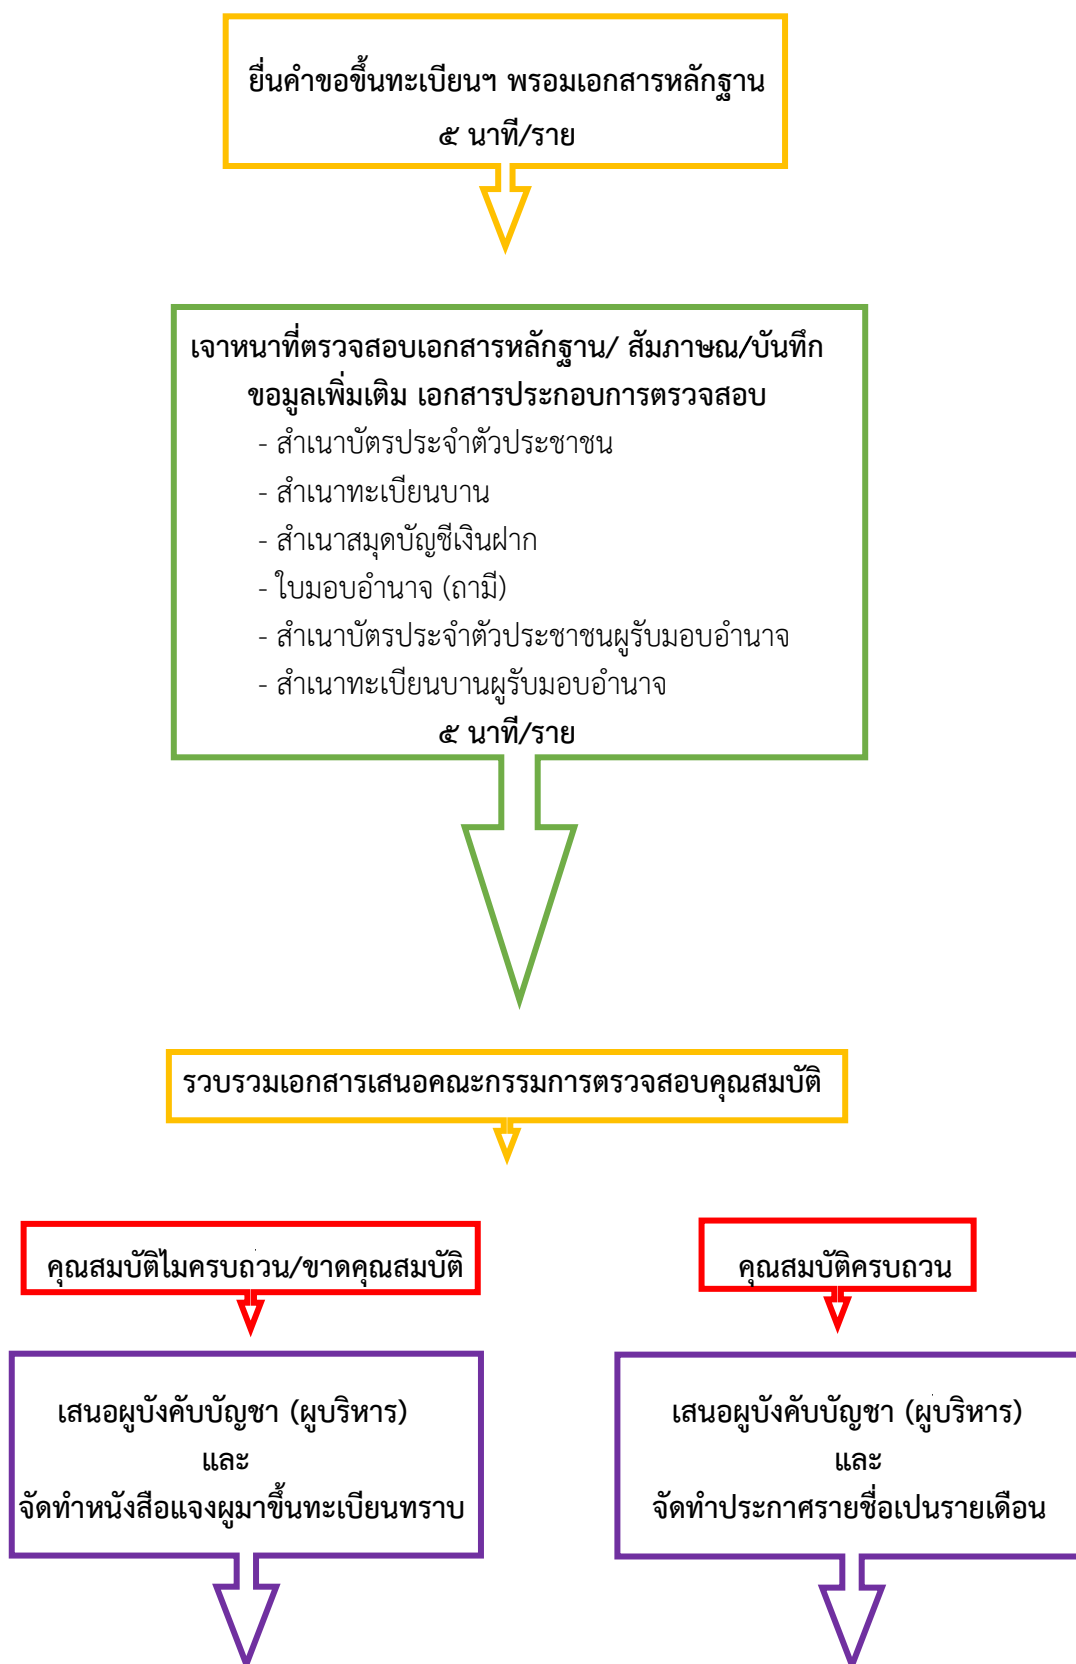 ยื่นคำขอขึ้นทะเบียนฯ พรอมเอกสารหลักฐาน
๕ นาที/ราย
เจาหนาที่ตรวจสอบเอกสารหลักฐาน/ สัมภาษณ/บันทึก
ขอมูลเพิ่มเติม เอกสารประกอบการตรวจสอบ
- สำเนาบัตรประจำตัวประชาชน
- สำเนาทะเบียนบาน
- สำเนาสมุดบัญชีเงินฝาก
- ใบมอบอำนาจ (ถามี)
- สำเนาบัตรประจำตัวประชาชนผูรับมอบอำนาจ
- สำเนาทะเบียนบานผูรับมอบอำนาจ
๕ นาที/ราย
รวบรวมเอกสารเสนอคณะกรรมการตรวจสอบคุณสมบัติ
คุณสมบัติไมครบถวน/ขาดคุณสมบัติ
คุณสมบัติครบถวน
เสนอผูบังคับบัญชา (ผูบริหาร)
และ
จัดทำหนังสือแจงผูมาขึ้นทะเบียนทราบ
เสนอผูบังคับบัญชา (ผูบริหาร)
และ
จัดทำประกาศรายชื่อเปนรายเดือน